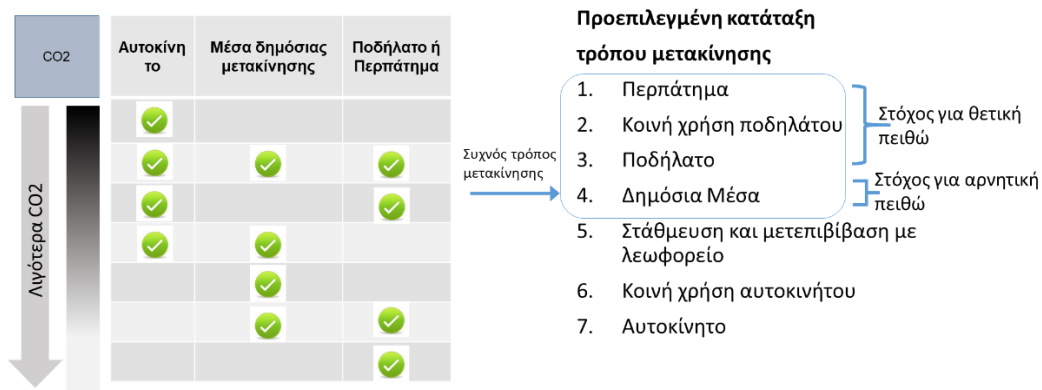 CO2
Αυτοκίνη
το
Μέσα δημόσιας
μετακίνησης
Ποδήλατο ή
Περπάτημα
Λιγότερα CO2
Συχνός τρόπος
μετακίνησης
Προεπιλεγμένη κατάταξη
τρόπου μετακίνησης
1. Περπάτημα
2. Κοινή χρήση ποδηλάτου
3. Ποδήλατο
4. Δημόσια Μέσα
5. Στάθμευση και μετεπιβίβαση με
λεωφορείο
6. Κοινή χρήση αυτοκινήτου
7. Αυτοκίνητο
Στόχος για θετική
πειθώ
Στόχος για αρνητική
πειθώ